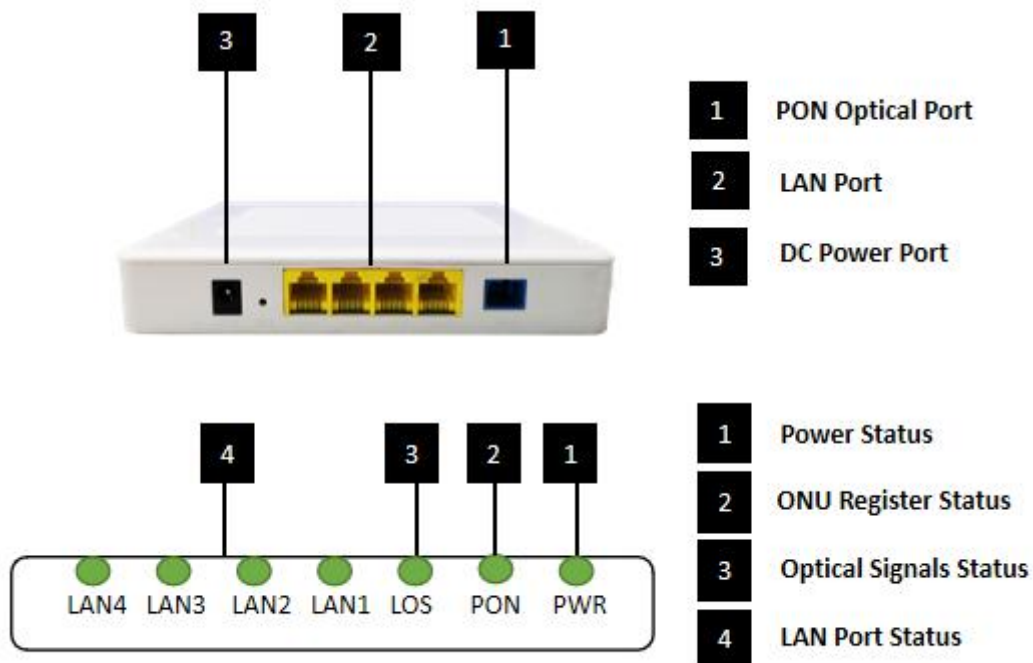 3 2 1
1 PON Optical Port
2 LAN Port
3 DC Power Port
4 3 2 1
LAN4 LAN3 LAN2 LAN1 LOS PON PWR
1 Power Status
2 ONU Register Status
3 Optical Signals Status
4 LAN Port Status